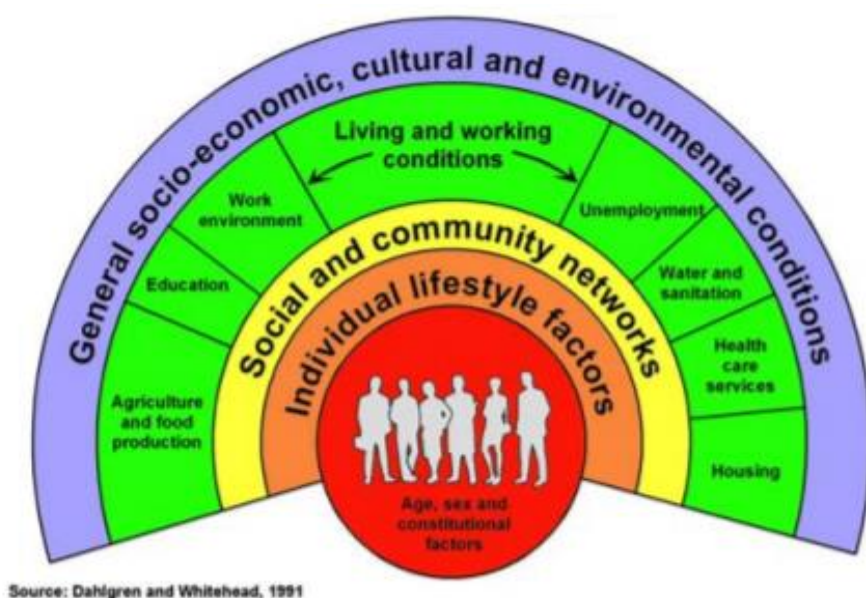 General socio-economic, cultural and environmental conditions
Living and working
conditions
Work
environment
Unemployment
Education
Water and
sanitation
Agriculture
and food
production
Health
care
services
Housing
Social and community networks
Individual lifestyle factors
Age, sex and
constitutional
factors
Source: Dahlgren and Whitehead, 1991